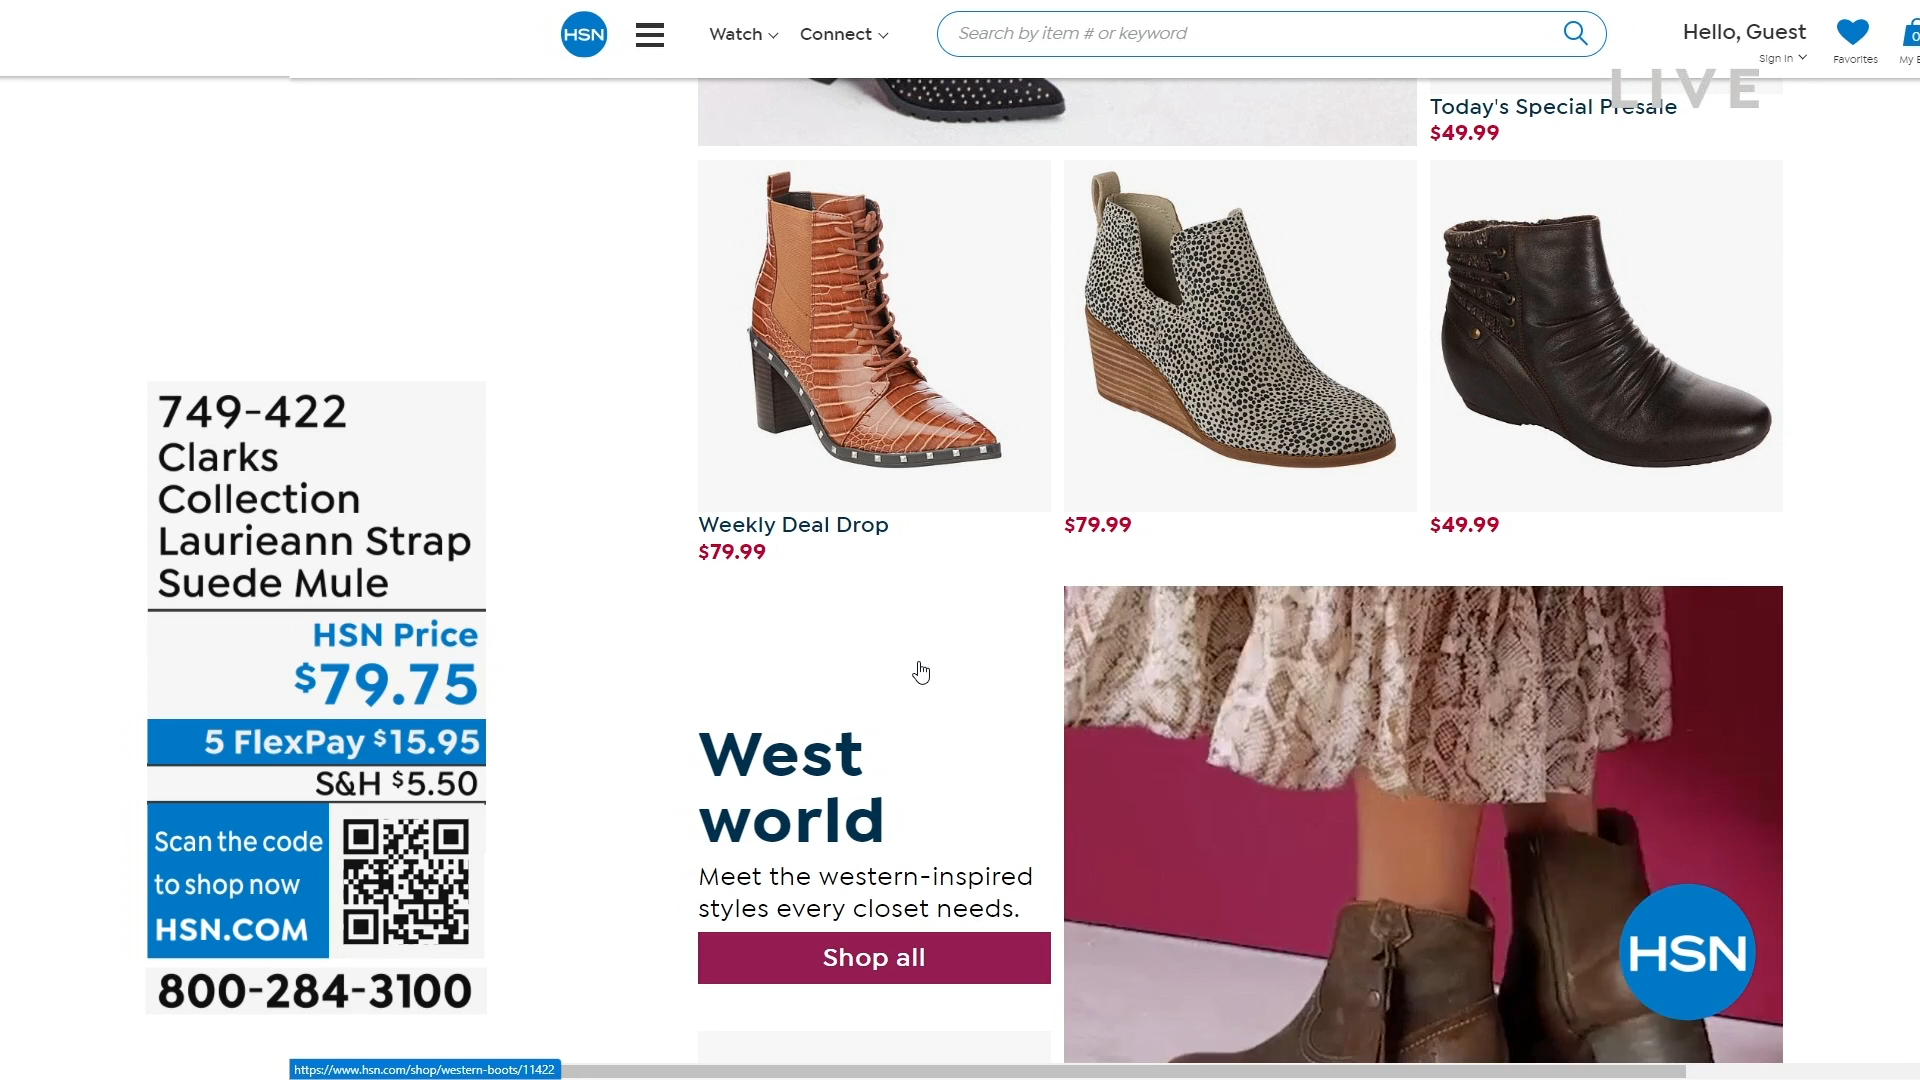 HSN
Watch
Connect
Search by item # or keyword
Hello, Guest
Sign In
Favorites
0
LIVE
Today's Special Presale
$49.99
Weekly Deal Drop
$79.99
$79.99
$49.99
749-422
Clarks
Collection
Laurieann Strap
Suede Mule
HSN Price
$79.75
5 FlexPay $15.95
S&H $5.50
Scan the code
to shop now
HSN.COM
800-284-3100
West
world
Meet the western-inspired
styles every closet needs.
Shop all
HSN
https://www.hsn.com/shop/western-boots/11422